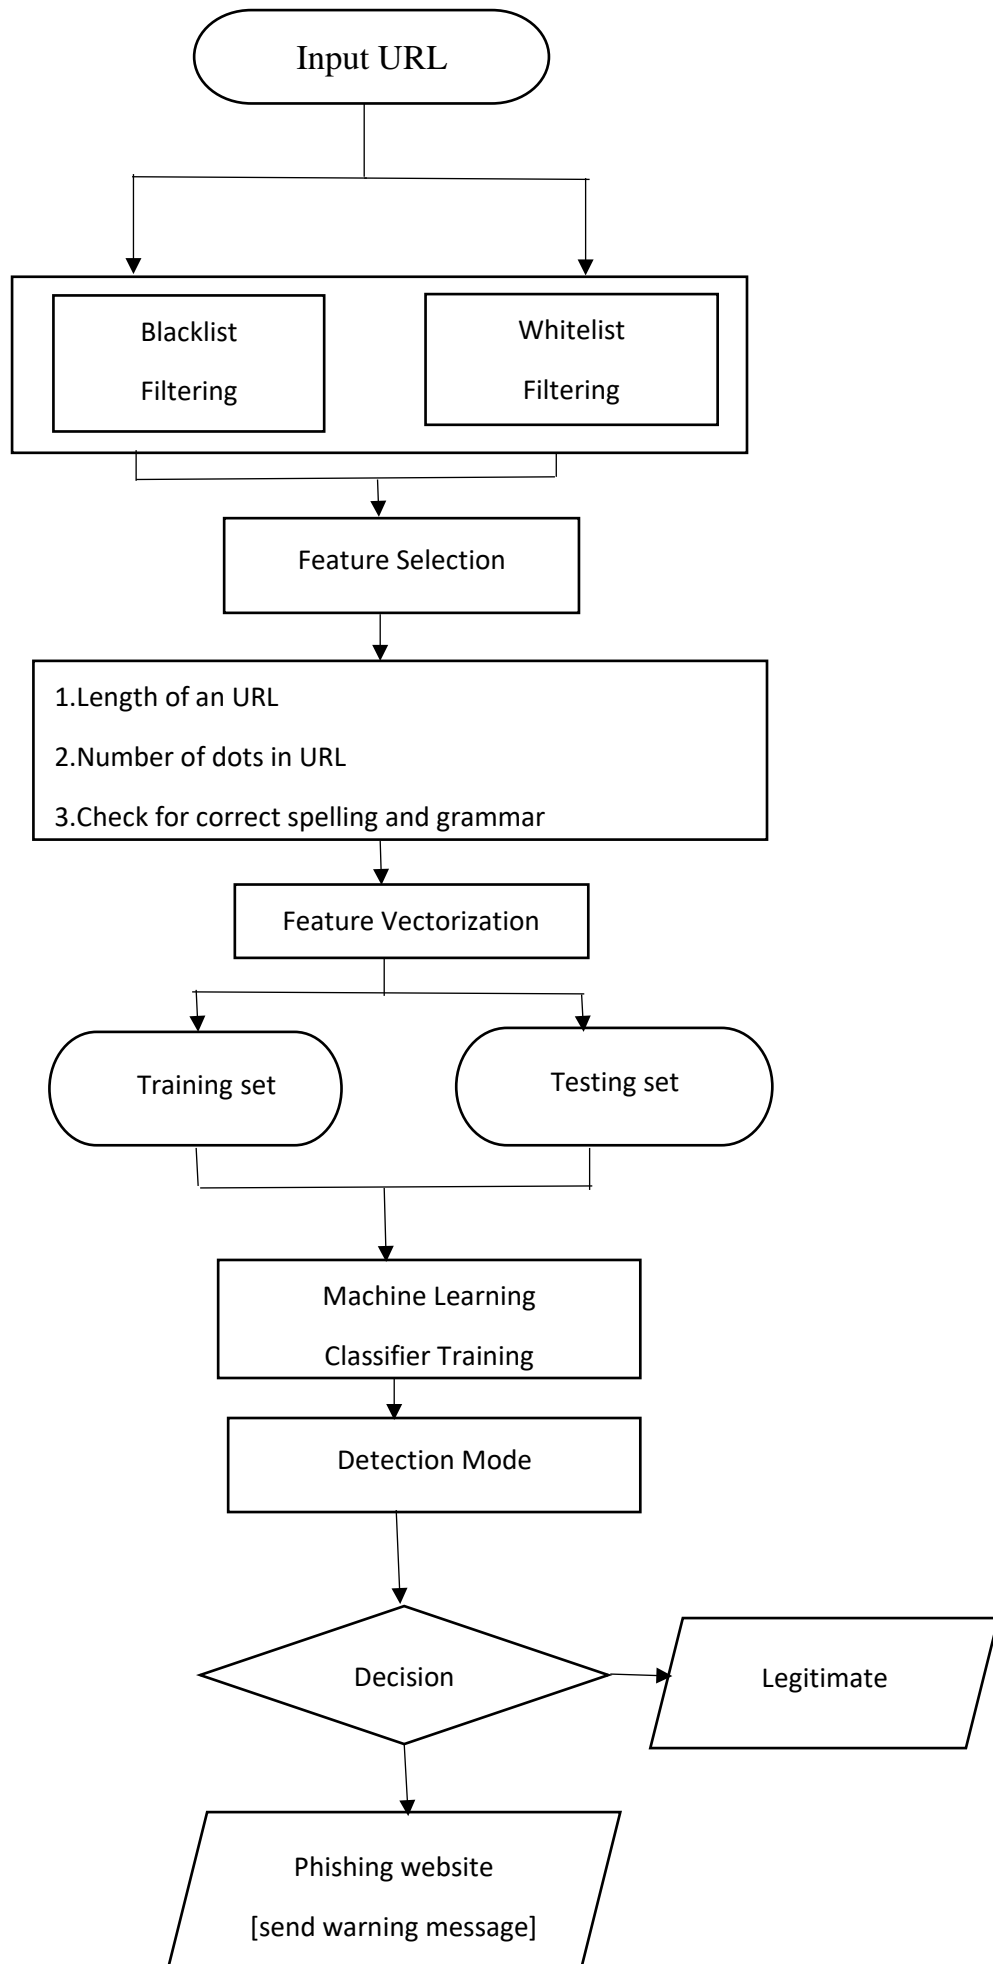 Input URL
Blacklist
Filtering
Whitelist
Filtering
Feature Selection
1.Length of an URL
2.Number of dots in URL
3.Check for correct spelling and grammar
Feature Vectorization
Training set
Testing set
Machine Learning
Classifier Training
Detection Mode
Decision
Legitimate
Phishing website
[send warning message]